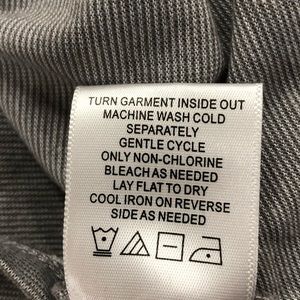 TURN GARMENT INSIDE OUT
MACHINE WASH COLD
SEPARATELY
GENTLE CYCLE
ONLY NON-CHLORINE
BLEACH AS NEEDED
LAY FLAT TO DRY
COOL IRON ON REVERSE
SIDE AS NEEDED